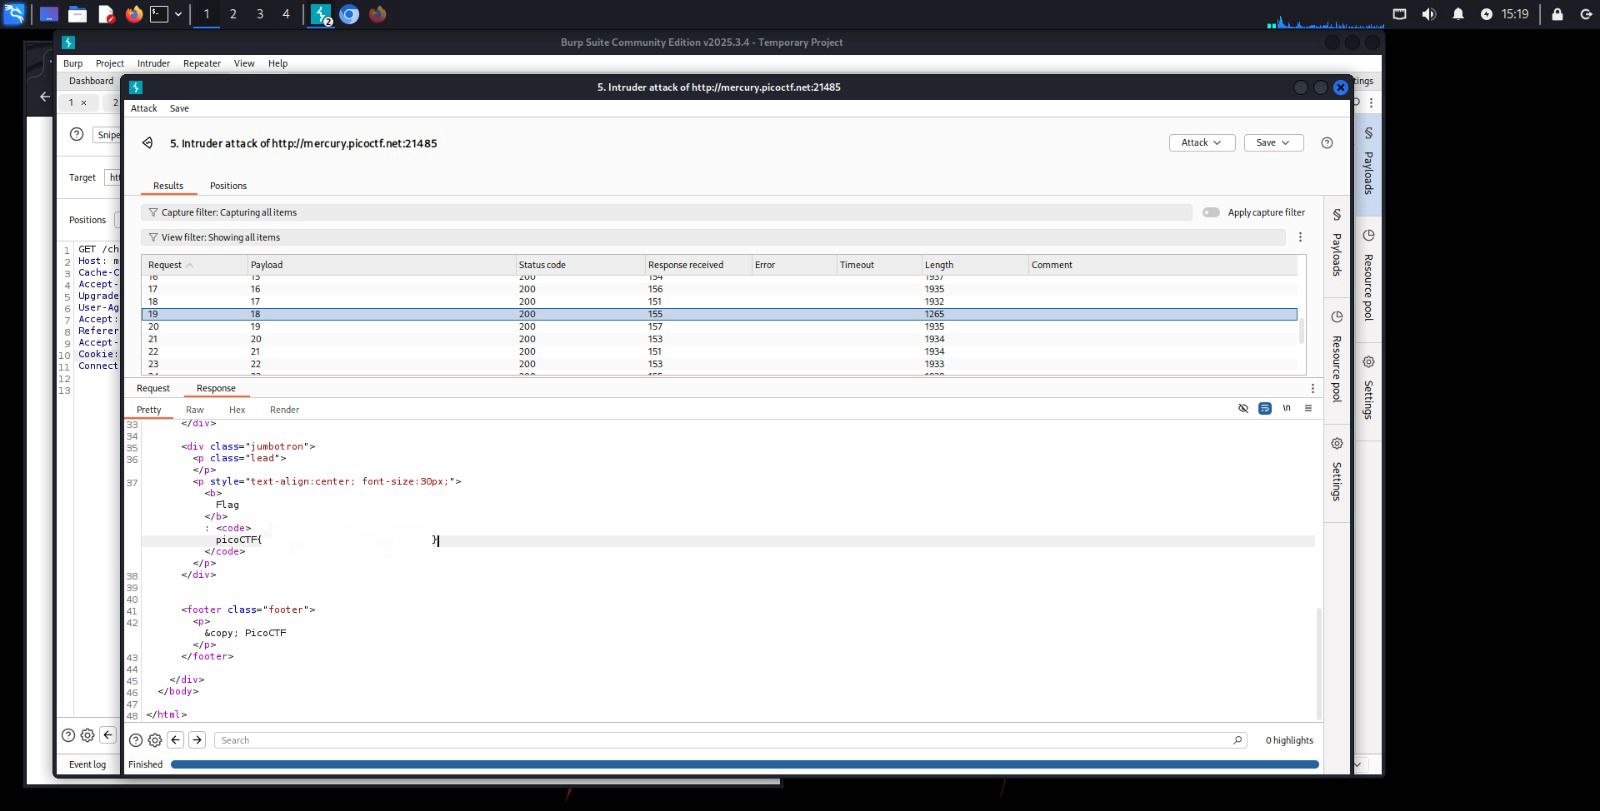 1 2 3 4 2 15:19
Burp Suite Community Edition v2025.3.4 - Temporary Project
Burp Project Intruder Repeater View Help
Dashboard
tings
1 × 2
5. Intruder attack of http://mercury.picoctf.net:21485
Attack Save
Snipe
5. Intruder attack of http://mercury.picoctf.net:21485
Attack Save
Target
Results Positions
Positions
Capture filter: Capturing all items
Apply capture filter
View filter: Showing all items
Request Payload Status code Response received Error Timeout Length Comment
16 15 200 154 1937
17 16 200 156 1935
18 17 200 151 1932
19 18 200 155 1265
20 19 200 157 1935
21 20 200 153 1934
22 21 200 151 1934
23 22 200 153 1933
1 GET /ch
2 Host: m
3 Cache-C
4 Accept-
5 Upgrade
6 User-Ag
7 Accept:
8 Referer
9 Accept-
10 Cookie:
11 Connect
12
13
Request Response
Pretty Raw Hex Render
\n
33 </div>
34
35 <div class="jumbotron">
36 <p class="lead">
</p>
37 <p style="text-align:center; font-size:30px;">
<b>
Flag
</b>
: <code>
picoCTF{ }
</code>
</p>
38 </div>
39
40
41 <footer class="footer">
42 <p>
&copy; PicoCTF
</p>
43 </footer>
44
45 </div>
46 </body>
47
48 </html>
Search
0 highlights
Event log
Finished
Payloads
Resource pool
Settings
Payloads
Resource pool
Settings